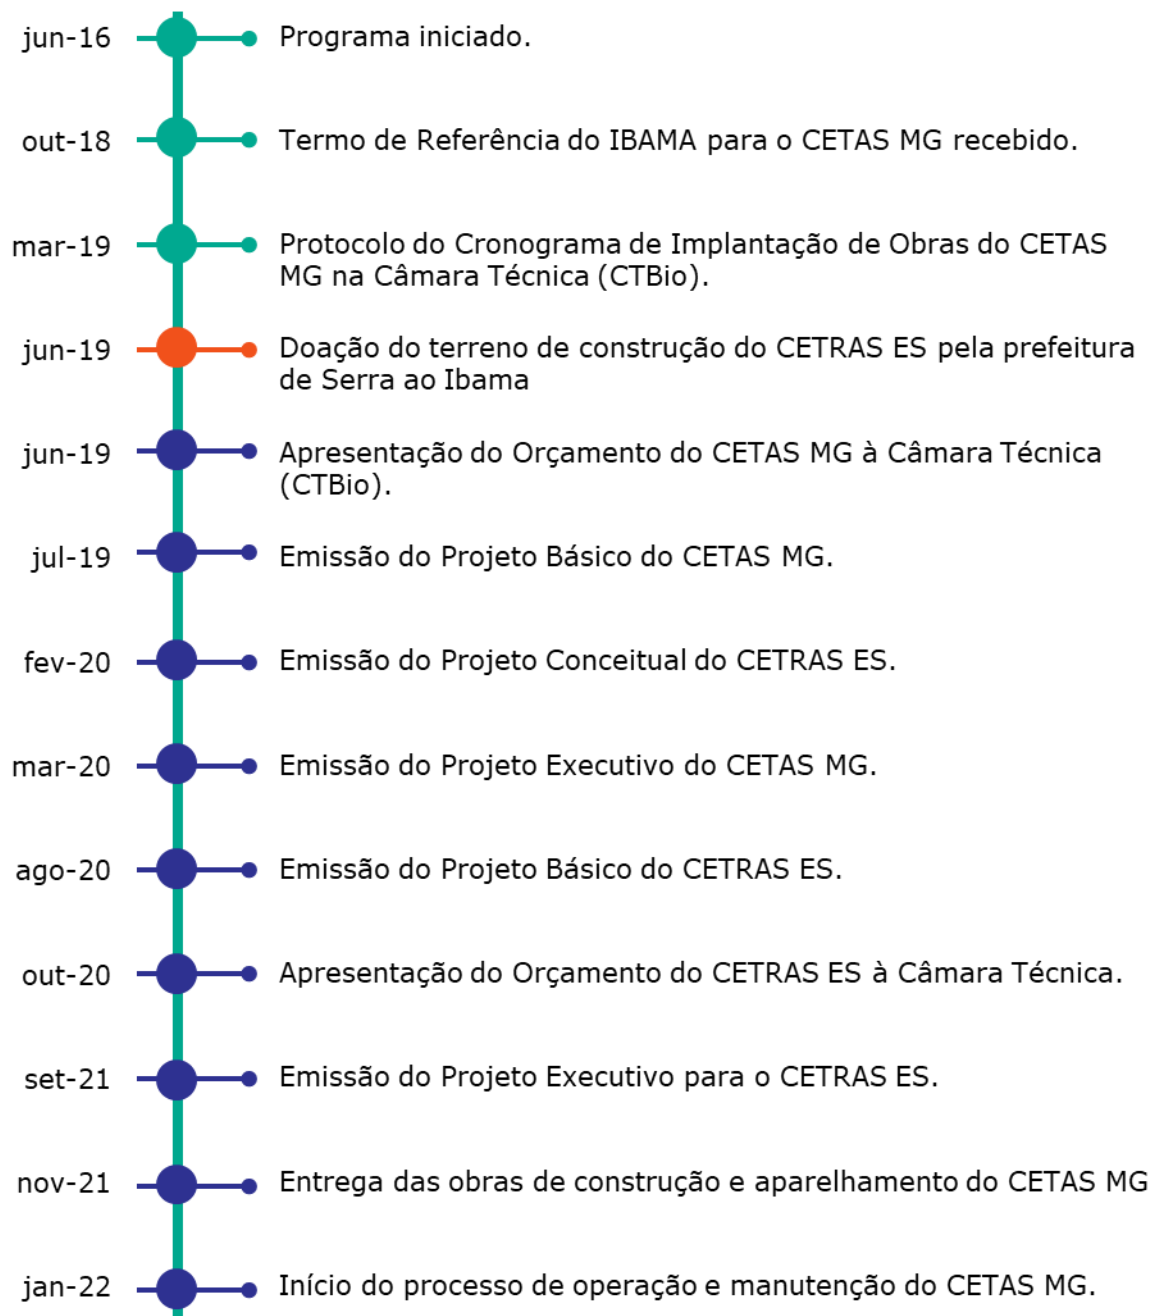 jun-16 Programa iniciado.
out-18 Termo de Referência do IBAMA para o CETAS MG recebido.
mar-19 Protocolo do Cronograma de Implantação de Obras do CETAS
MG na Câmara Técnica (CTBio).
jun-19 Doação do terreno de construção do CETRAS ES pela prefeitura
de Serra ao Ibama
jun-19 Apresentação do Orçamento do CETAS MG à Câmara Técnica
(CTBio).
jul-19 Emissão do Projeto Básico do CETAS MG.
fev-20 Emissão do Projeto Conceitual do CETRAS ES.
mar-20 Emissão do Projeto Executivo do CETAS MG.
ago-20 Emissão do Projeto Básico do CETRAS ES.
out-20 Apresentação do Orçamento do CETRAS ES à Câmara Técnica.
set-21 Emissão do Projeto Executivo para o CETRAS ES.
nov-21 Entrega das obras de construção e aparelhamento do CETAS MG
jan-22 Início do processo de operação e manutenção do CETAS MG.